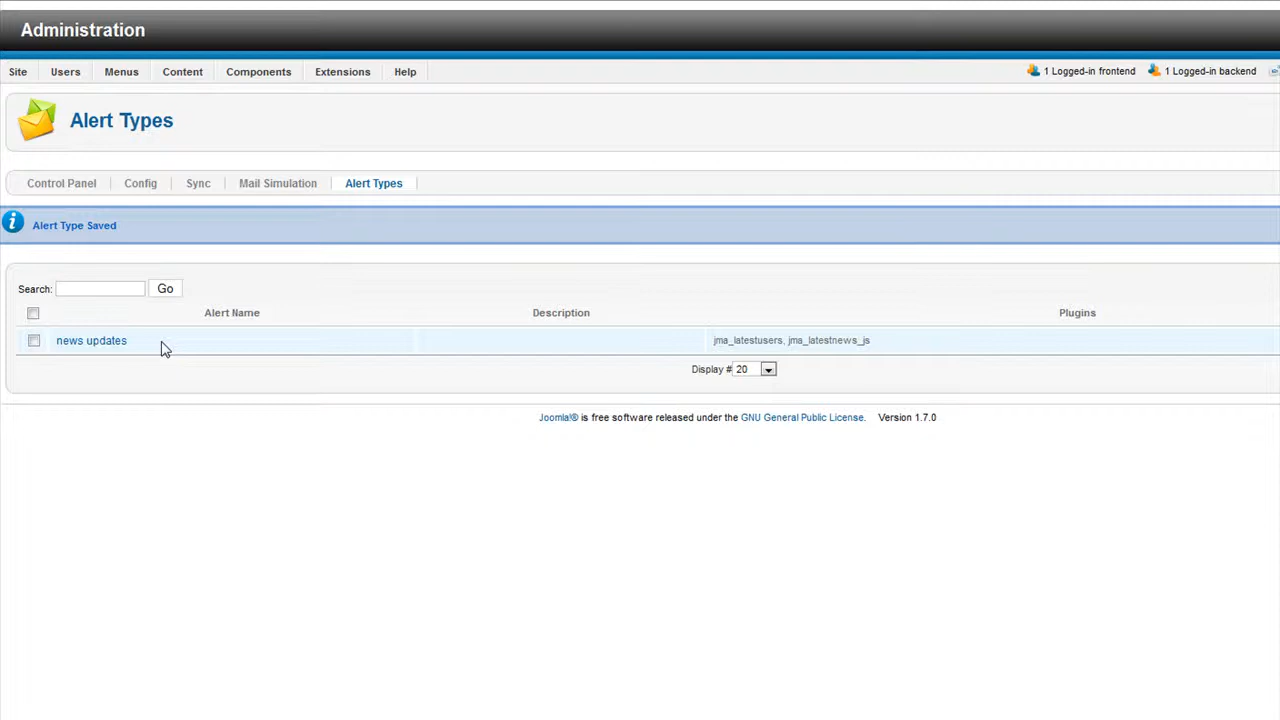 Administration
Site Users Menus Content Components Extensions Help 1 Logged-in frontend 1 Logged-in backend
Alert Types
Control Panel Config Sync Mail Simulation Alert Types
Alert Type Saved
Search: Go
Alert Name Description Plugins
news updates jma_latestusers, jma_latestnews_js
Display # 20
Joomla!® is free software released under the GNU General Public License. Version 1.7.0